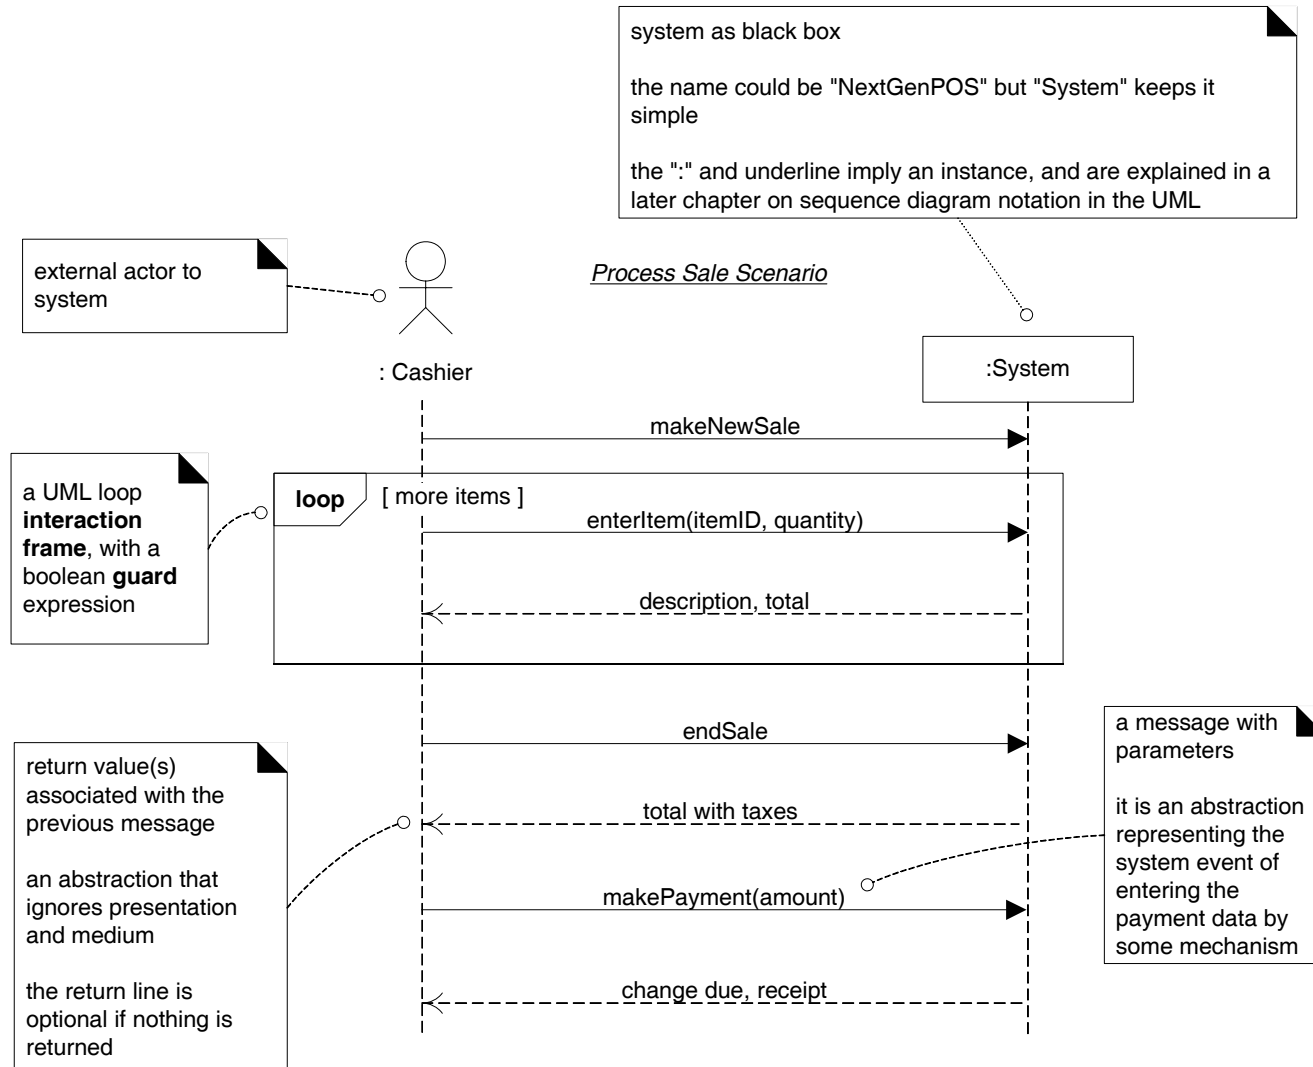 system as black box
the name could be "NextGenPOS" but "System" keeps it
simple
the ":" and underline imply an instance, and are explained in a
later chapter on sequence diagram notation in the UML
external actor to
system
Process Sale Scenario
: Cashier
:System
makeNewSale
a UML loop
interaction
frame, with a
boolean guard
expression
loop
[ more items ]
enterItem(itemID, quantity)
description, total
endSale
a message with
parameters
it is an abstraction
representing the
system event of
entering the
payment data by
some mechanism
return value(s)
associated with the
previous message
an abstraction that
ignores presentation
and medium
the return line is
optional if nothing is
returned
total with taxes
makePayment(amount)
change due, receipt